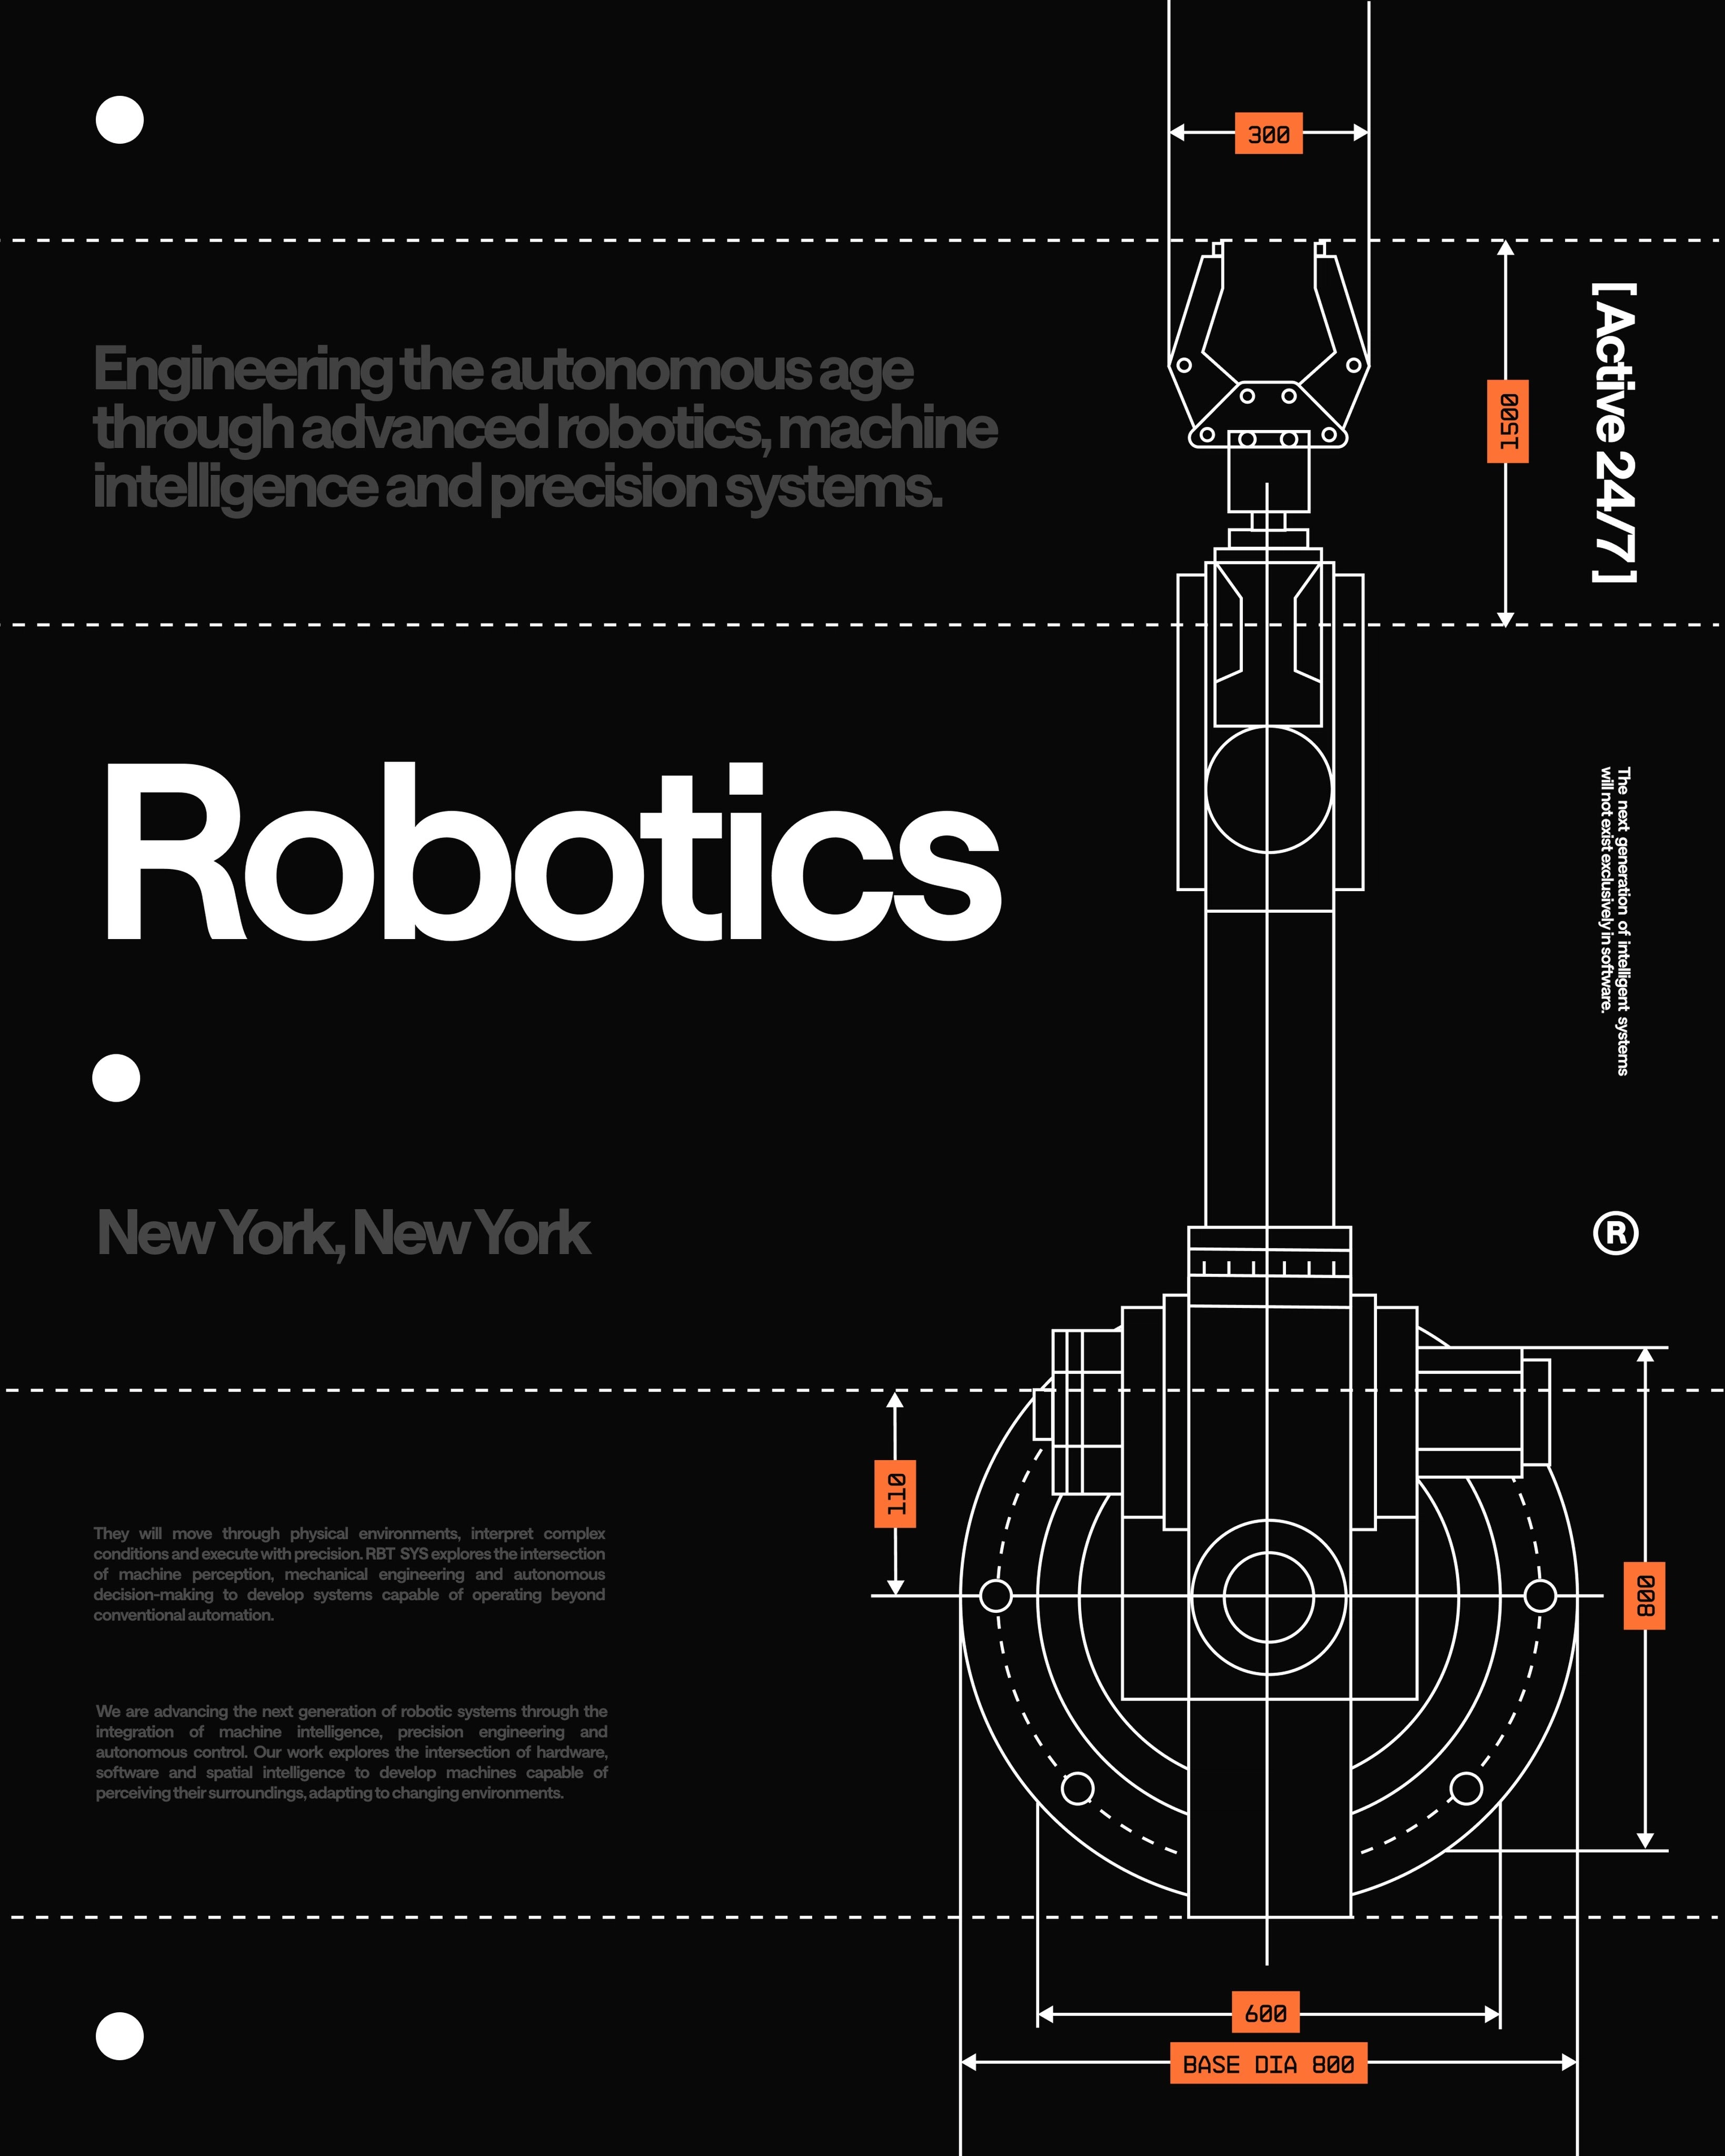 300
Engineering the autonomous age
through advanced robotics, machine
intelligence and precision systems.
1500
[ Active 24/7 ]
Robotics
The next generation of intelligent systems
will not exist exclusively in software.
New York, New York
®
110
They will move through physical environments, interpret complex
conditions and execute with precision. RBT SYS explores the intersection
of machine perception, mechanical engineering and autonomous
decision-making to develop systems capable of operating beyond
conventional automation.
800
We are advancing the next generation of robotic systems through the
integration of machine intelligence, precision engineering and
autonomous control. Our work explores the intersection of hardware,
software and spatial intelligence to develop machines capable of
perceiving their surroundings, adapting to changing environments.
600
BASE DIA 800